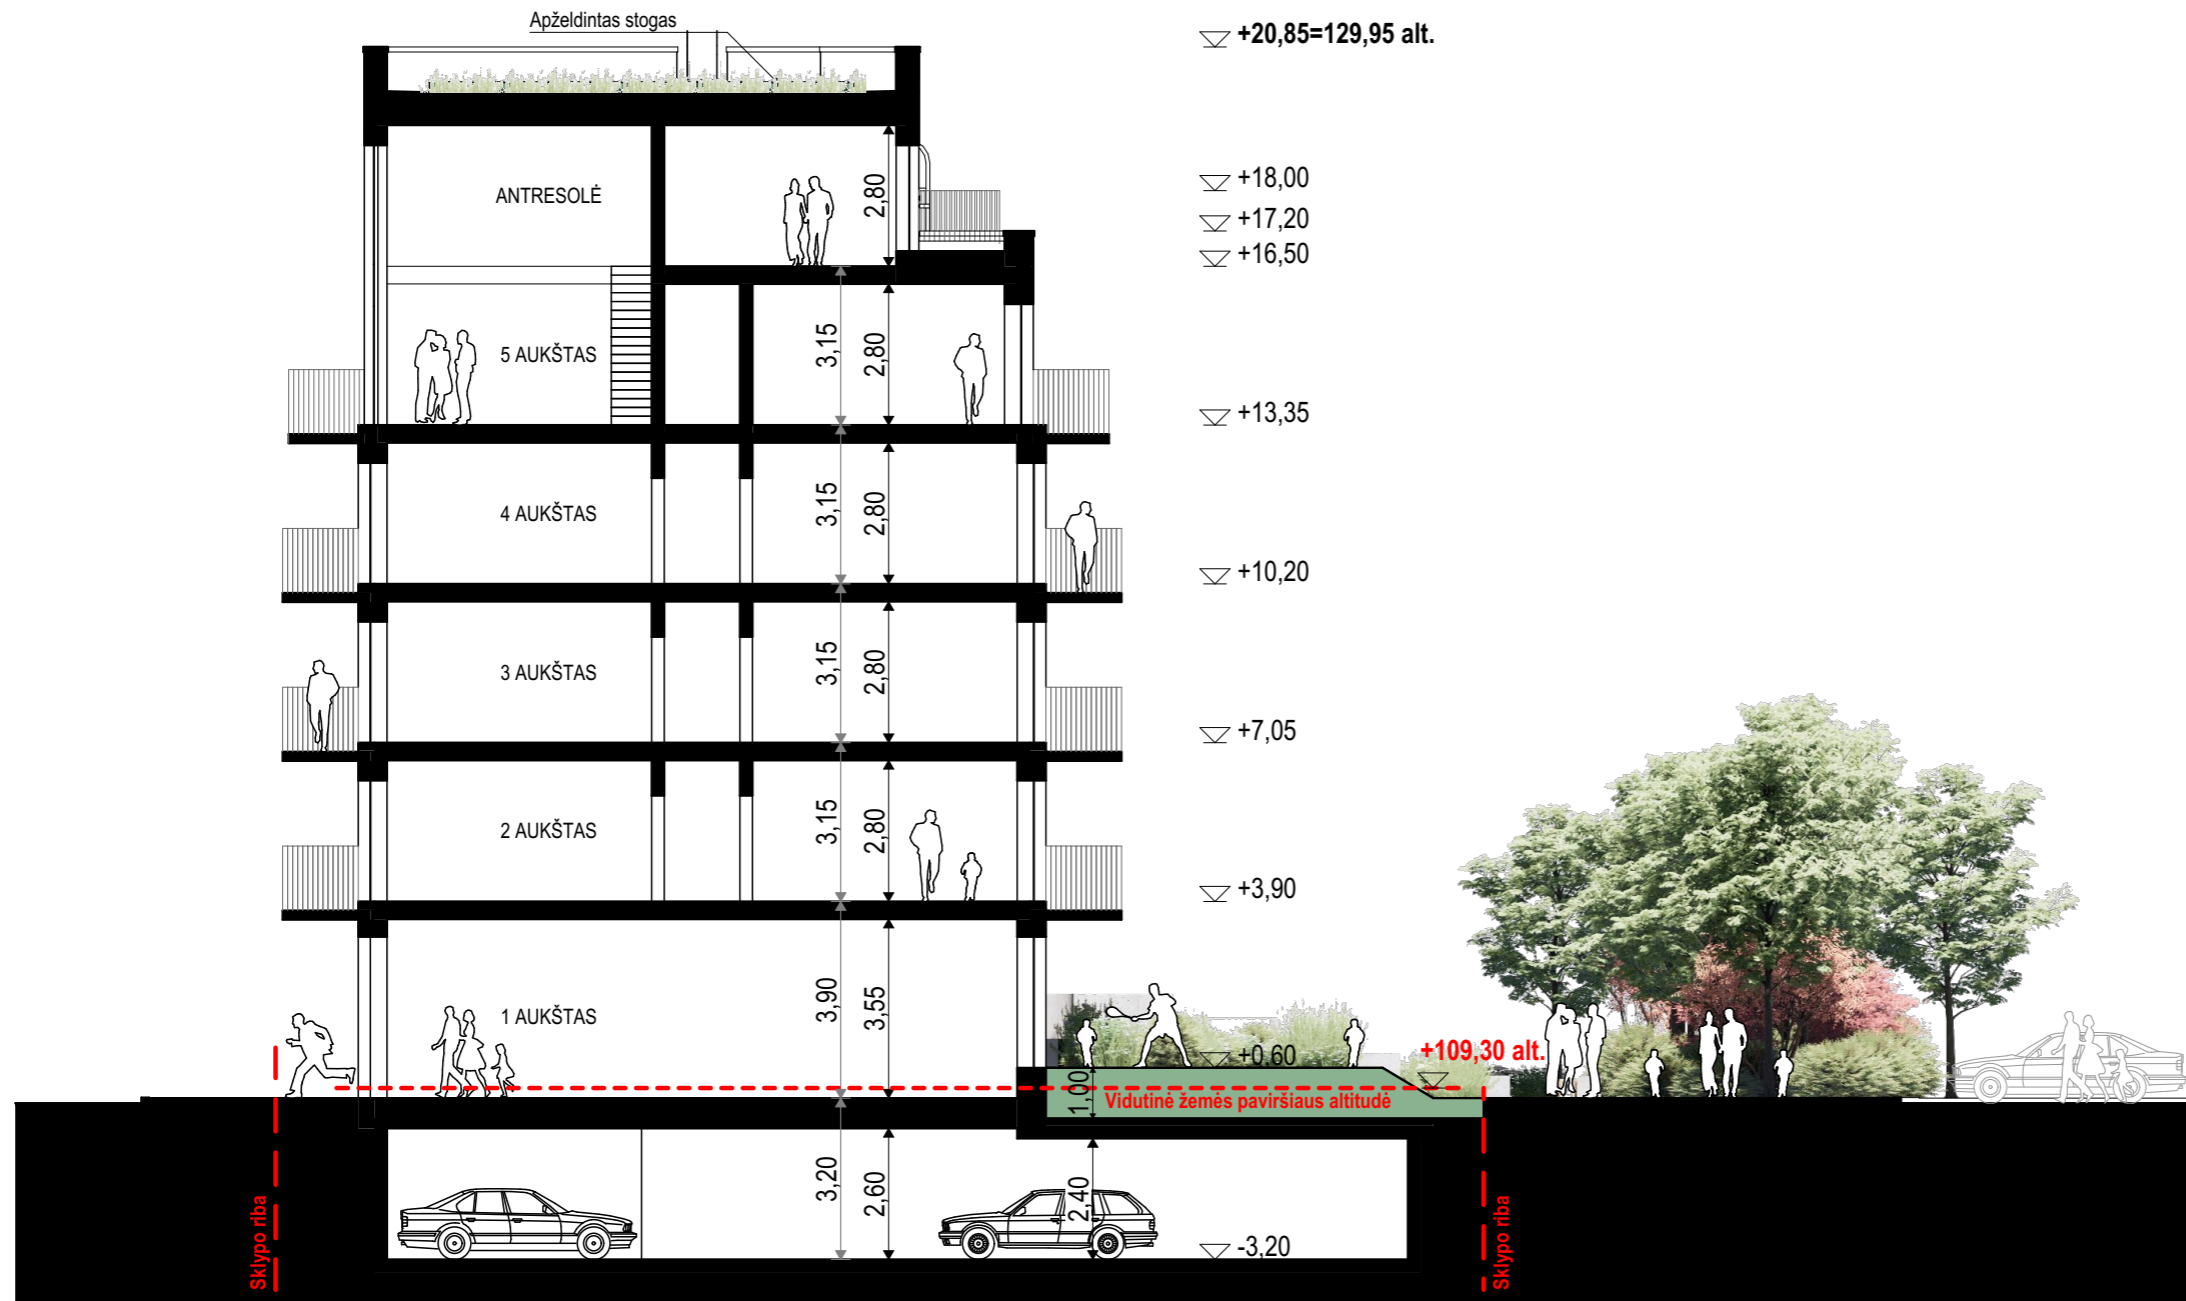 Apželdintas stogas
+20,85=129,95 alt.
ANTRESOLĖ
2,80
+18,00
+17,20
+16,50
5 AUKŠTAS
3,15
2,80
+13,35
4 AUKŠTAS
3,15
2,80
+10,20
3 AUKŠTAS
3,15
2,80
+7,05
2 AUKŠTAS
3,15
2,80
+3,90
1 AUKŠTAS
3,90
3,55
+0,60
+109,30 alt.
1,00
Vidutinė žemės paviršiaus altitudė
3,20
2,60
2,40
-3,20
Sklypo riba
Sklypo riba